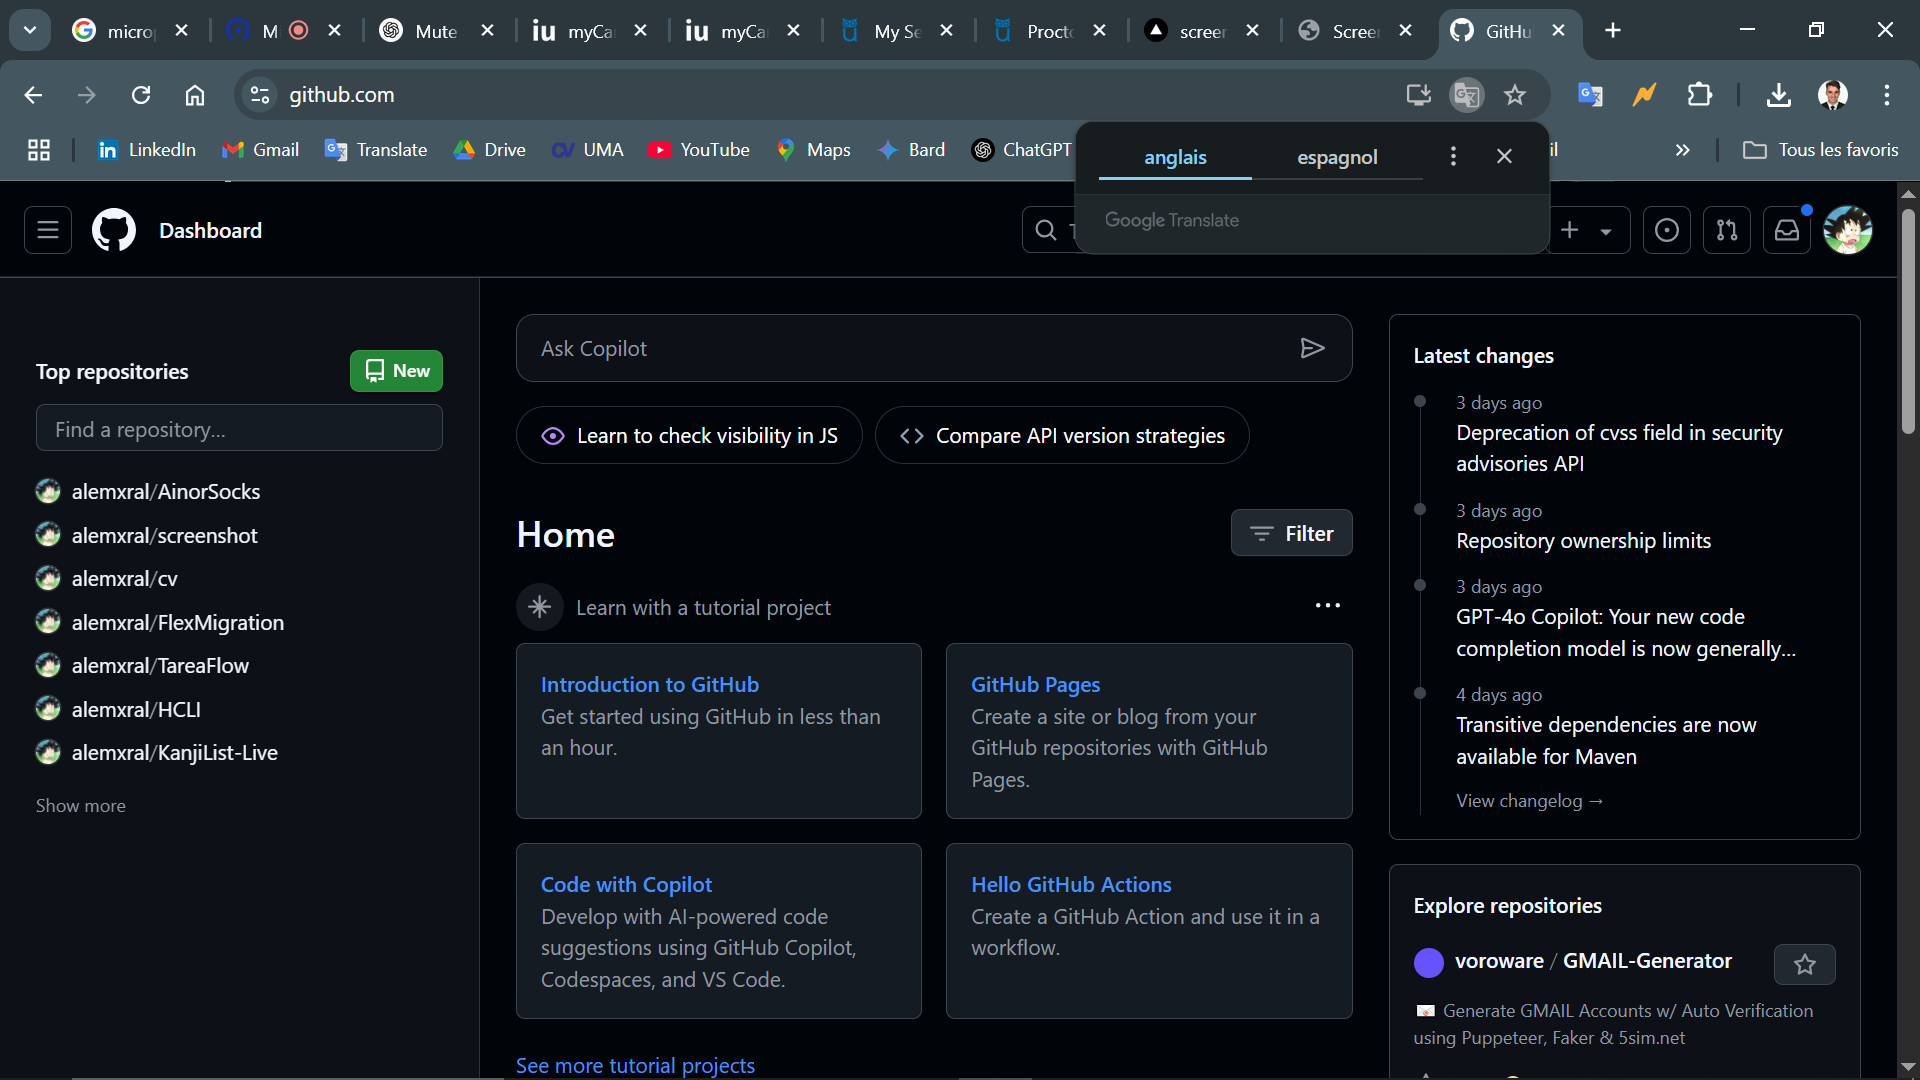 micro
M
Mute
iu myCa
iu myCa
My Se
Procto
screer
Screer
GitHu
github.com
LinkedIn
Gmail
Translate
Drive
UMA
YouTube
Maps
Bard
ChatGPT
il
Tous les favoris
anglais
espagnol
Google Translate
Dashboard
Top repositories
New
Find a repository...
alemxral/AinorSocks
alemxral/screenshot
alemxral/cv
alemxral/FlexMigration
alemxral/TareaFlow
alemxral/HCLI
alemxral/KanjiList-Live
Show more
Ask Copilot
Learn to check visibility in JS
Compare API version strategies
Home
Filter
Learn with a tutorial project
Introduction to GitHub
Get started using GitHub in less than
an hour.
GitHub Pages
Create a site or blog from your
GitHub repositories with GitHub
Pages.
Code with Copilot
Develop with AI-powered code
suggestions using GitHub Copilot,
Codespaces, and VS Code.
Hello GitHub Actions
Create a GitHub Action and use it in a
workflow.
See more tutorial projects
Latest changes
3 days ago
Deprecation of cvss field in security
advisories API
3 days ago
Repository ownership limits
3 days ago
GPT-4o Copilot: Your new code
completion model is now generally...
4 days ago
Transitive dependencies are now
available for Maven
View changelog →
Explore repositories
voroware / GMAIL-Generator
Generate GMAIL Accounts w/ Auto Verification
using Puppeteer, Faker & 5sim.net